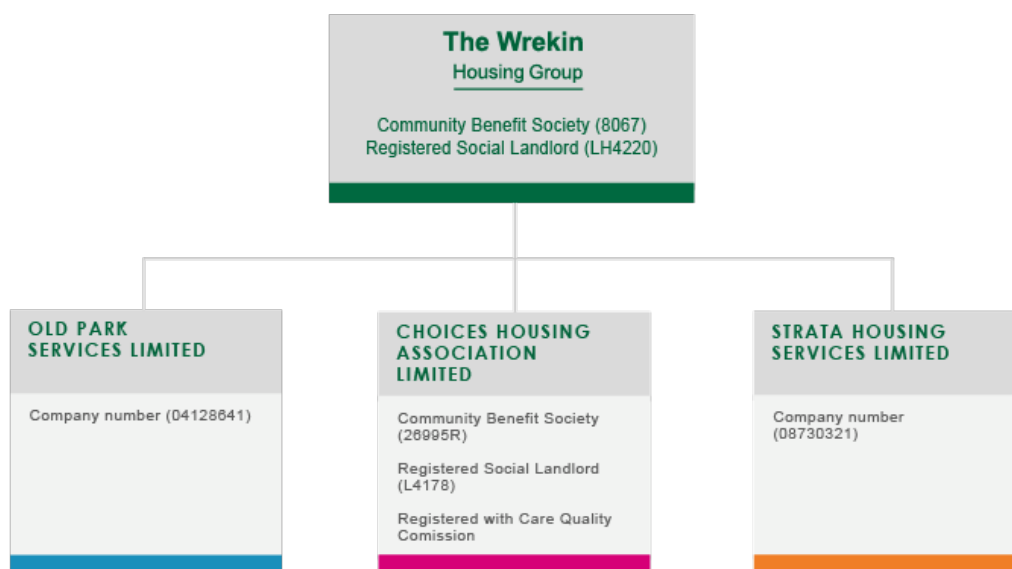 The Wrekin
Housing Group
Community Benefit Society (8067)
Registered Social Landlord (LH4220)
OLD PARK
SERVICES LIMITED
Company number (04128641)
CHOICES HOUSING
ASSOCIATION
LIMITED
Community Benefit Society
(26995R)
Registered Social Landlord
(L4178)
Registered with Care Quality
Comission
STRATA HOUSING
SERVICES LIMITED
Company number
(08730321)